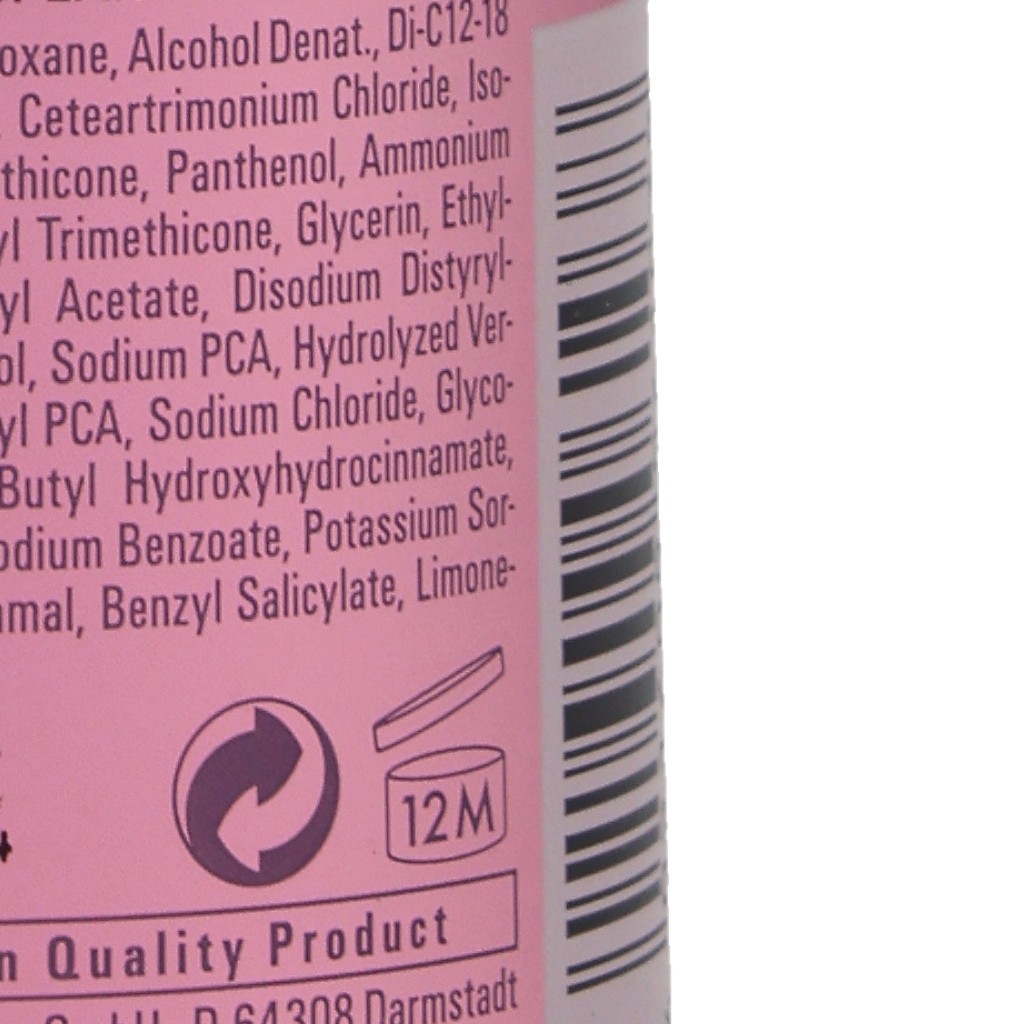 oxane, Alcohol Denat., Di-C12-18
Ceteartrimonium Chloride, Iso-
thicone, Panthenol, Ammonium
yl Trimethicone, Glycerin, Ethyl-
yl Acetate, Disodium Distyryl-
ol, Sodium PCA, Hydrolyzed Ver-
yl PCA, Sodium Chloride, Glyco-
Butyl Hydroxyhydrocinnamate,
odium Benzoate, Potassium Sor-
amal, Benzyl Salicylate, Limone-
12M
n Quality Product
D-64308 Darmstadt